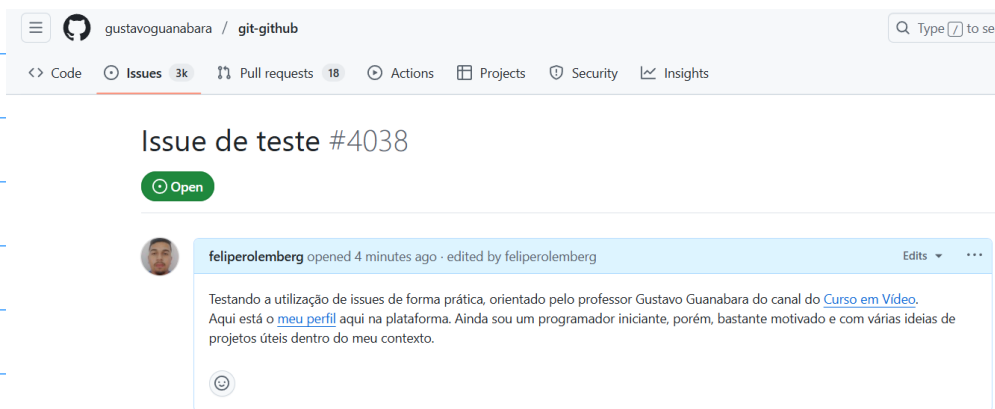 gustavoguanabara / git-github
Type / to se
Code Issues 3k Pull requests 18 Actions Projects Security Insights
Issue de teste #4038
Open
feliperolemberg opened 4 minutes ago · edited by feliperolemberg Edits
Testando a utilização de issues de forma prática, orientado pelo professor Gustavo Guanabara do canal do Curso em Vídeo.
Aqui está o meu perfil aqui na plataforma. Ainda sou um programador iniciante, porém, bastante motivado e com várias ideias de
projetos úteis dentro do meu contexto.